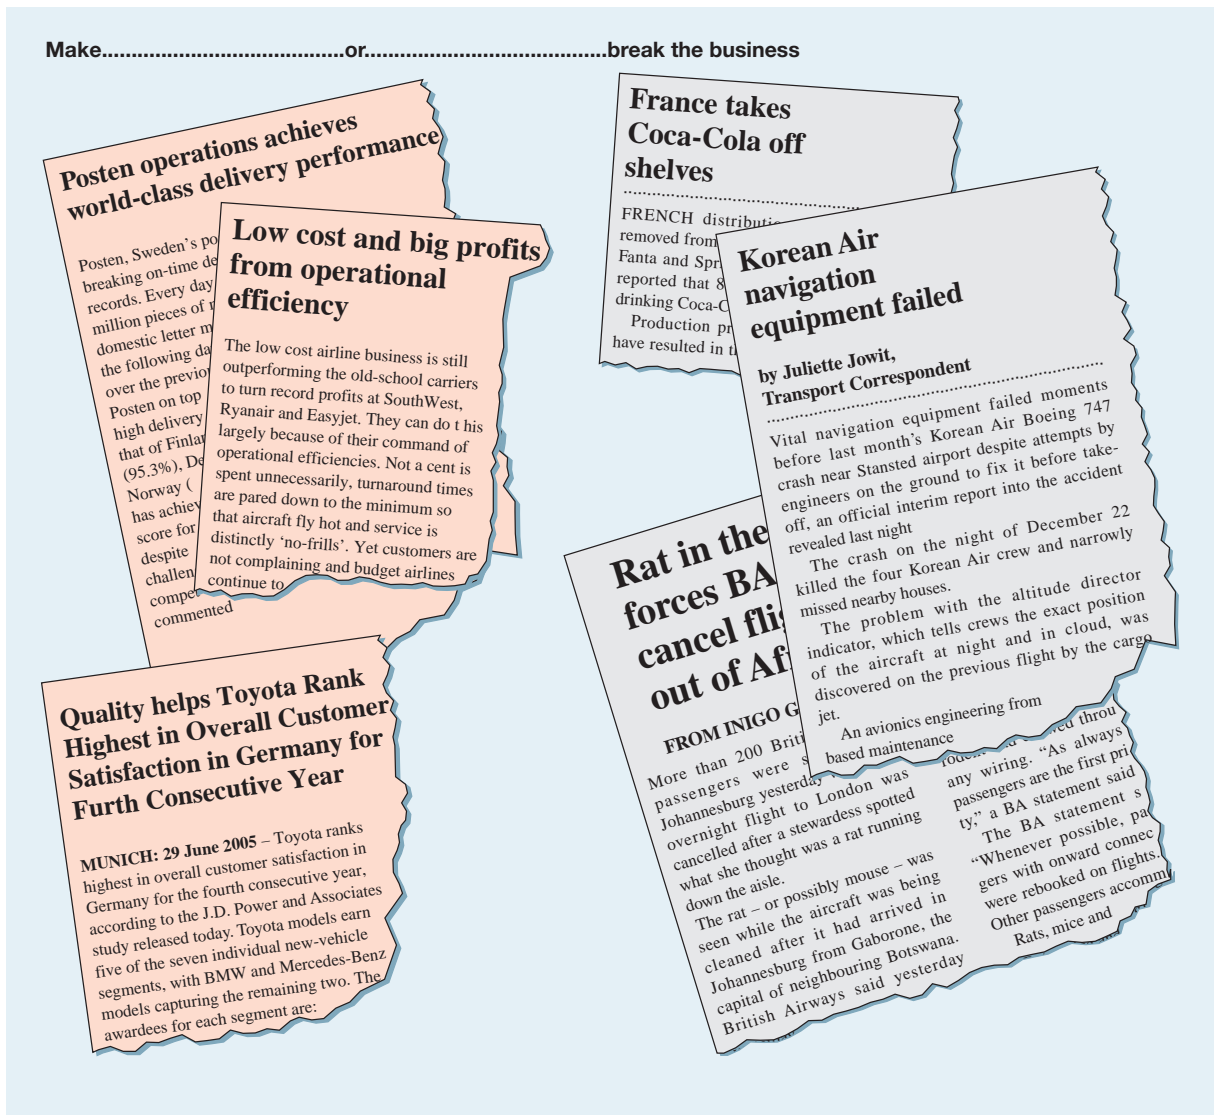 Make.........................................or.........................................break the business
Posten operations achieves
world-class delivery performance
Posten, Sweden's po
breaking on-time de
records. Every day
million pieces of
domestic letter m
the following da
over the previo
Posten on top
high delivery
that of Finla
(95.3%), De
Norway (
has achiev
score for
despite
challen
compe
commented
Low cost and big profits
from operational
efficiency
The low cost airline business is still
outperforming the old-school carriers
to turn record profits at SouthWest,
Ryanair and Easyjet. They can do t his
largely because of their command of
operational efficiencies. Not a cent is
spent unnecessarily, turnaround times
are pared down to the minimum so
that aircraft fly hot and service is
distinctly 'no-frills'. Yet customers are
not complaining and budget airlines
continue to
Quality helps Toyota Rank
Highest in Overall Customer
Satisfaction in Germany for
Furth Consecutive Year
MUNICH: 29 June 2005 – Toyota ranks
highest in overall customer satisfaction in
Germany for the fourth consecutive year,
according to the J.D. Power and Associates
study released today. Toyota models earn
five of the seven individual new-vehicle
segments, with BMW and Mercedes-Benz
models capturing the remaining two. The
awardees for each segment are:
France takes
Coca-Cola off
shelves
FRENCH distributi
removed from
Fanta and Spr
reported that 8
drinking Coca-C
Production pr
have resulted in t
Korean Air
navigation
equipment failed
by Juliette Jowit,
Transport Correspondent
Vital navigation equipment failed moments
before last month's Korean Air Boeing 747
crash near Stansted airport despite attempts by
engineers on the ground to fix it before take-
off, an official interim report into the accident
revealed last night
The crash on the night of December 22
killed the four Korean Air crew and narrowly
missed nearby houses.
The problem with the altitude director
indicator, which tells crews the exact position
of the aircraft at night and in cloud, was
discovered on the previous flight by the cargo
jet.
An avionics engineering from
based maintenance
Rat in the
forces BA
cancel flig
out of Af
FROM INIGO G
More than 200 Briti
passengers were s
Johannesburg yesterday
overnight flight to London was
cancelled after a stewardess spotted
what she thought was a rat running
down the aisle.
The rat – or possibly mouse – was
seen while the aircraft was being
cleaned after it had arrived in
Johannesburg from Gaborone, the
capital of neighbouring Botswana.
British Airways said yesterday
throu
any wiring. "As always
passengers are the first pri
ty," a BA statement said
The BA statement s
"Whenever possible, pa
gers with onward connec
were rebooked on flights.
Other passengers accomm
Rats, mice and